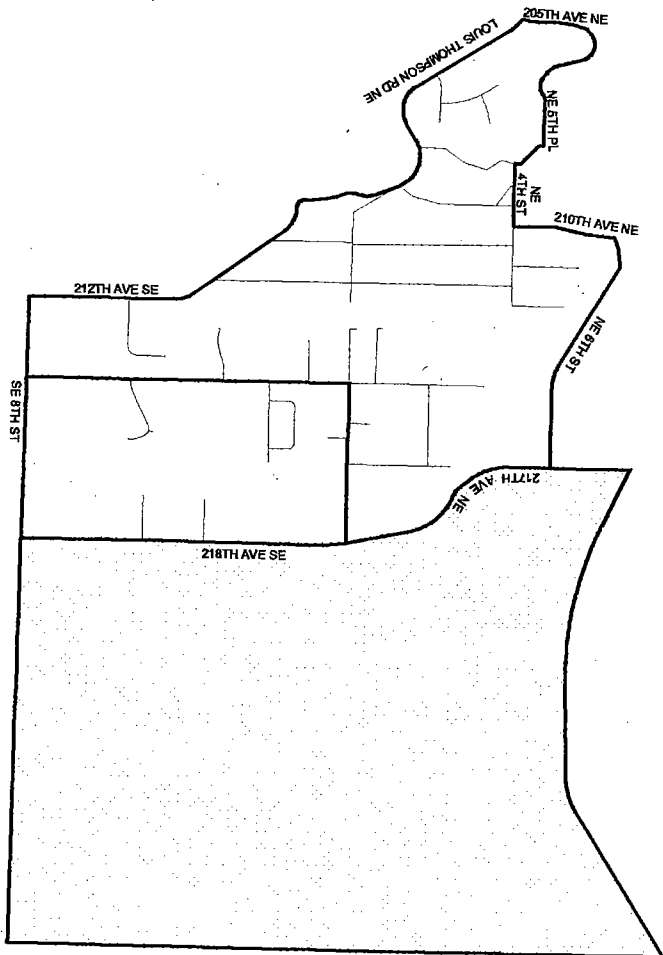 205TH AVE NE
LOUIS THOMPSON RD NE
NE 5TH PL
NE
4TH ST
210TH AVE NE
212TH AVE SE
NE 8TH ST
SE 8TH ST
217TH AVE NE
218TH AVE SE